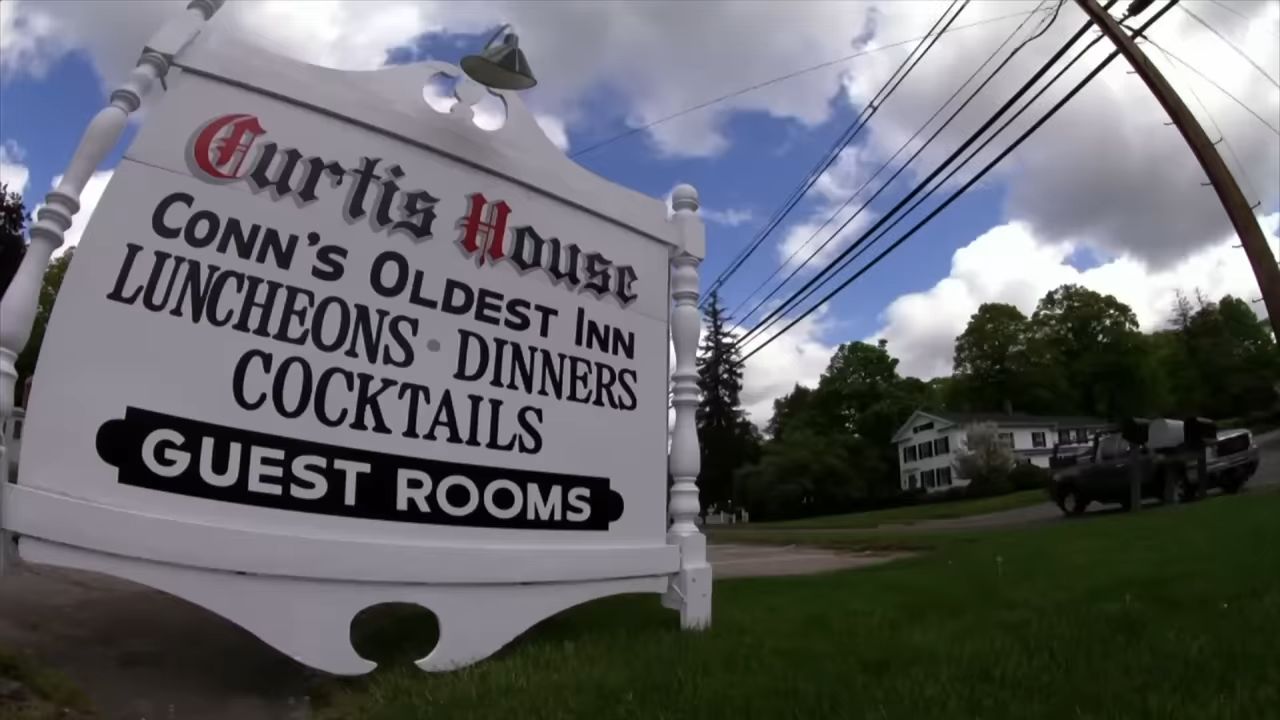 Curtis House
CONN'S OLDEST INN
LUNCHEONS · DINNERS
COCKTAILS
GUEST ROOMS